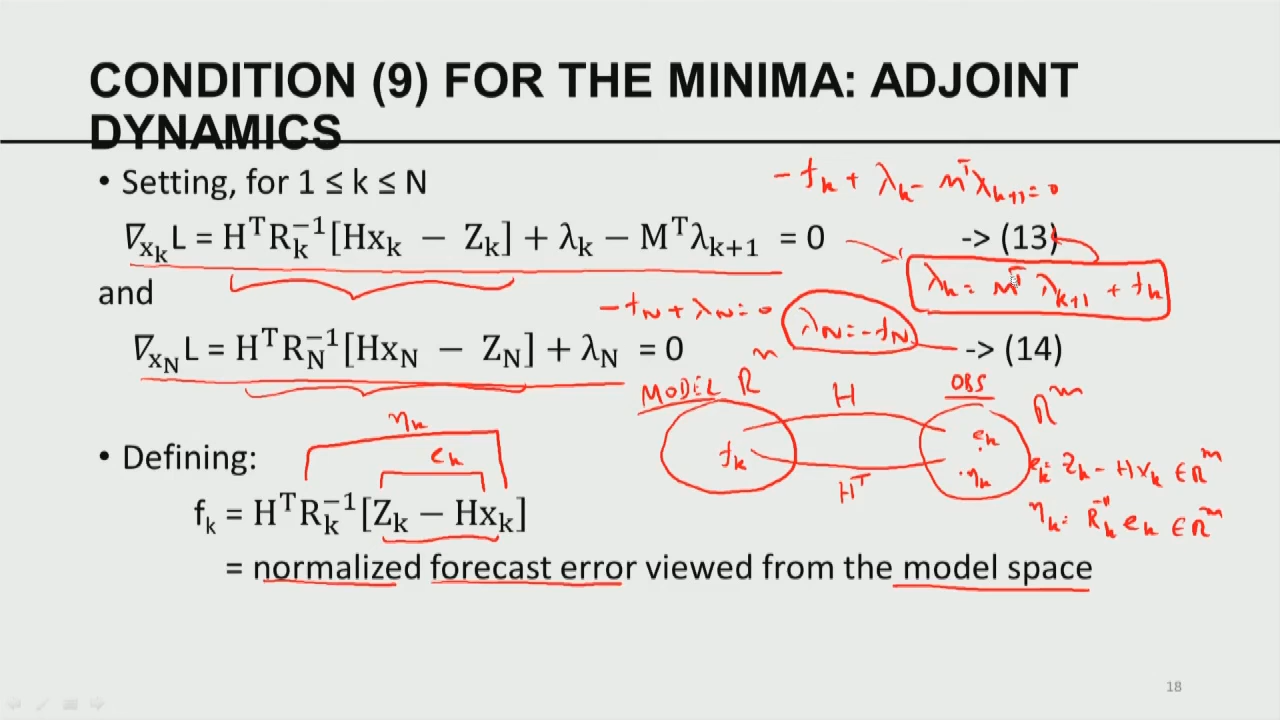 CONDITION (9) FOR THE MINIMA: ADJOINT
DYNAMICS
• Setting, for 1 ≤ k ≤ N
-f_k + λ_k - M^T λ_{k+1} = 0
∇_{x_k} L = H^T R_k^{-1} [Hx_k − Z_k] + λ_k − M^T λ_{k+1} = 0 -> (13)
λ_k = M^T λ_{k+1} + f_k
and
-f_N + λ_N = 0
λ_N = -f_N
∇_{x_N} L = H^T R_N^{-1} [Hx_N − Z_N] + λ_N = 0 -> (14)
MODEL R^n
H
OBS
R^m
η_k
e_k
f_k
H^T
e_k
η_k
e_k = Z_k - Hx_k ∈ R^m
η_k = R_k^{-1} e_k ∈ R^m
• Defining:
f_k = H^T R_k^{-1} [Z_k − Hx_k]
= normalized forecast error viewed from the model space
18